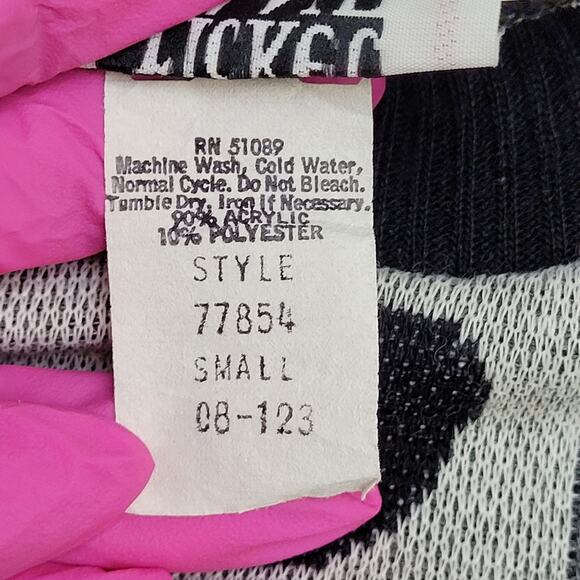 RN 51089
Machine Wash, Cold Water,
Normal Cycle. Do Not Bleach.
Tumble Dry, Iron If Necessary.
90% ACRYLIC
10% POLYESTER
STYLE
77854
SMALL
08-123